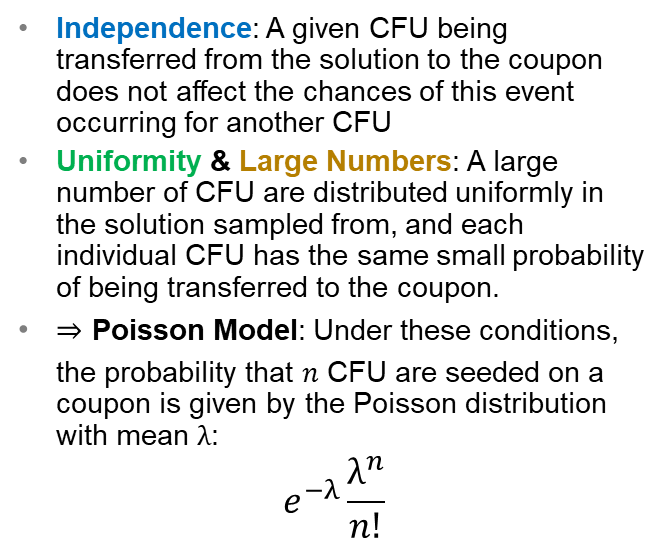 • Independence: A given CFU being
transferred from the solution to the coupon
does not affect the chances of this event
occurring for another CFU
• Uniformity & Large Numbers: A large
number of CFU are distributed uniformly in
the solution sampled from, and each
individual CFU has the same small probability
of being transferred to the coupon.
• ⇒ Poisson Model: Under these conditions,
the probability that n CFU are seeded on a
coupon is given by the Poisson distribution
with mean λ:
e^{−λ} λ^n / n!